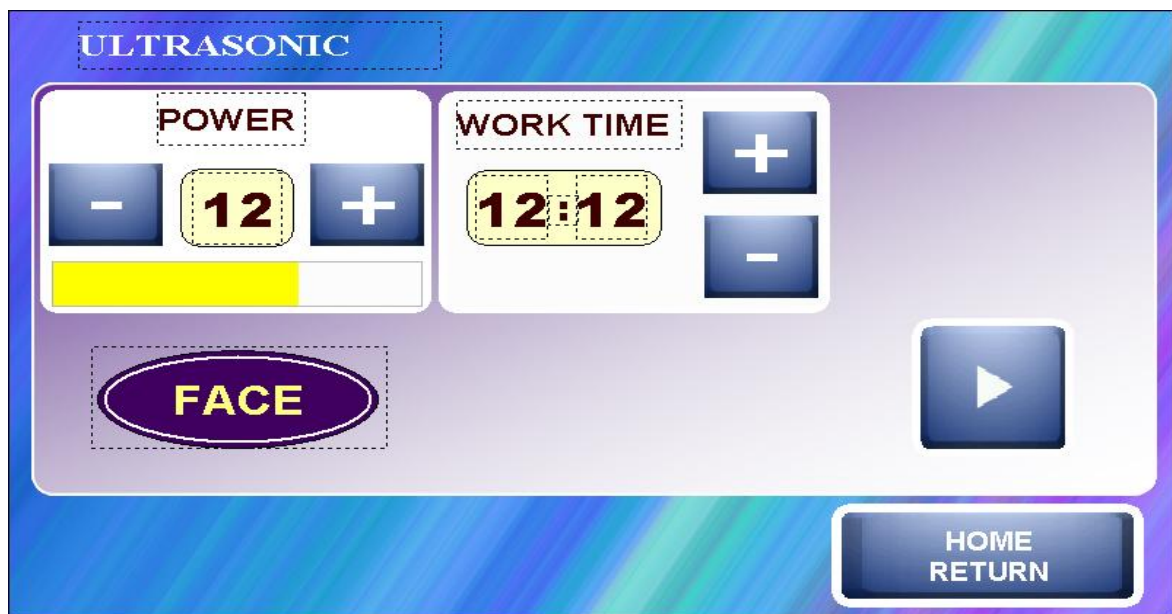 ULTRASONIC
POWER
- 12 +
WORK TIME
12:12
+
-
FACE
HOME
RETURN